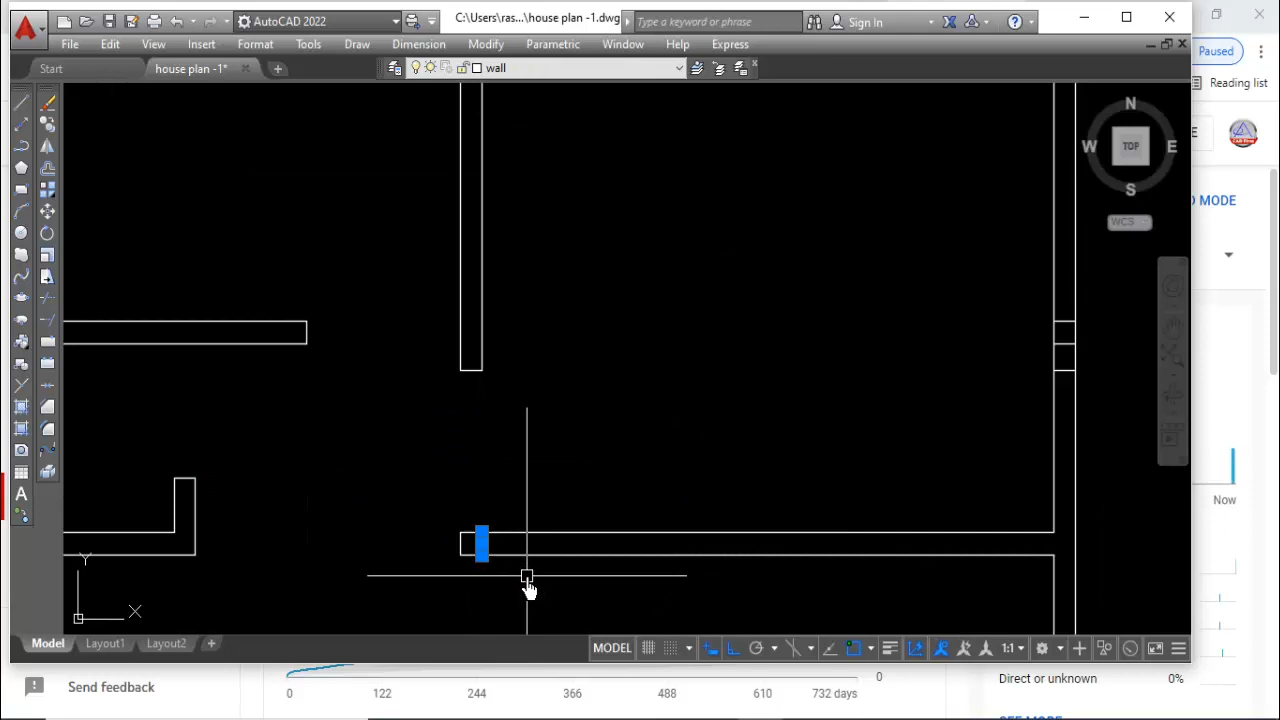 AutoCAD 2022
C:\Users\ras...\house plan -1.dwg
Type a keyword or phrase
Sign In
File Edit View Insert Format Tools Draw Dimension Modify Parametric Window Help Express
Paused
Start
house plan -1*
wall
Reading list
N
W TOP E
S
WCS
E
D MODE
Now
Y
X
A
Model Layout1 Layout2
MODEL
1:1
Send feedback
0
0 122 244 366 488 610 732 days
Direct or unknown 0%
SEE MORE